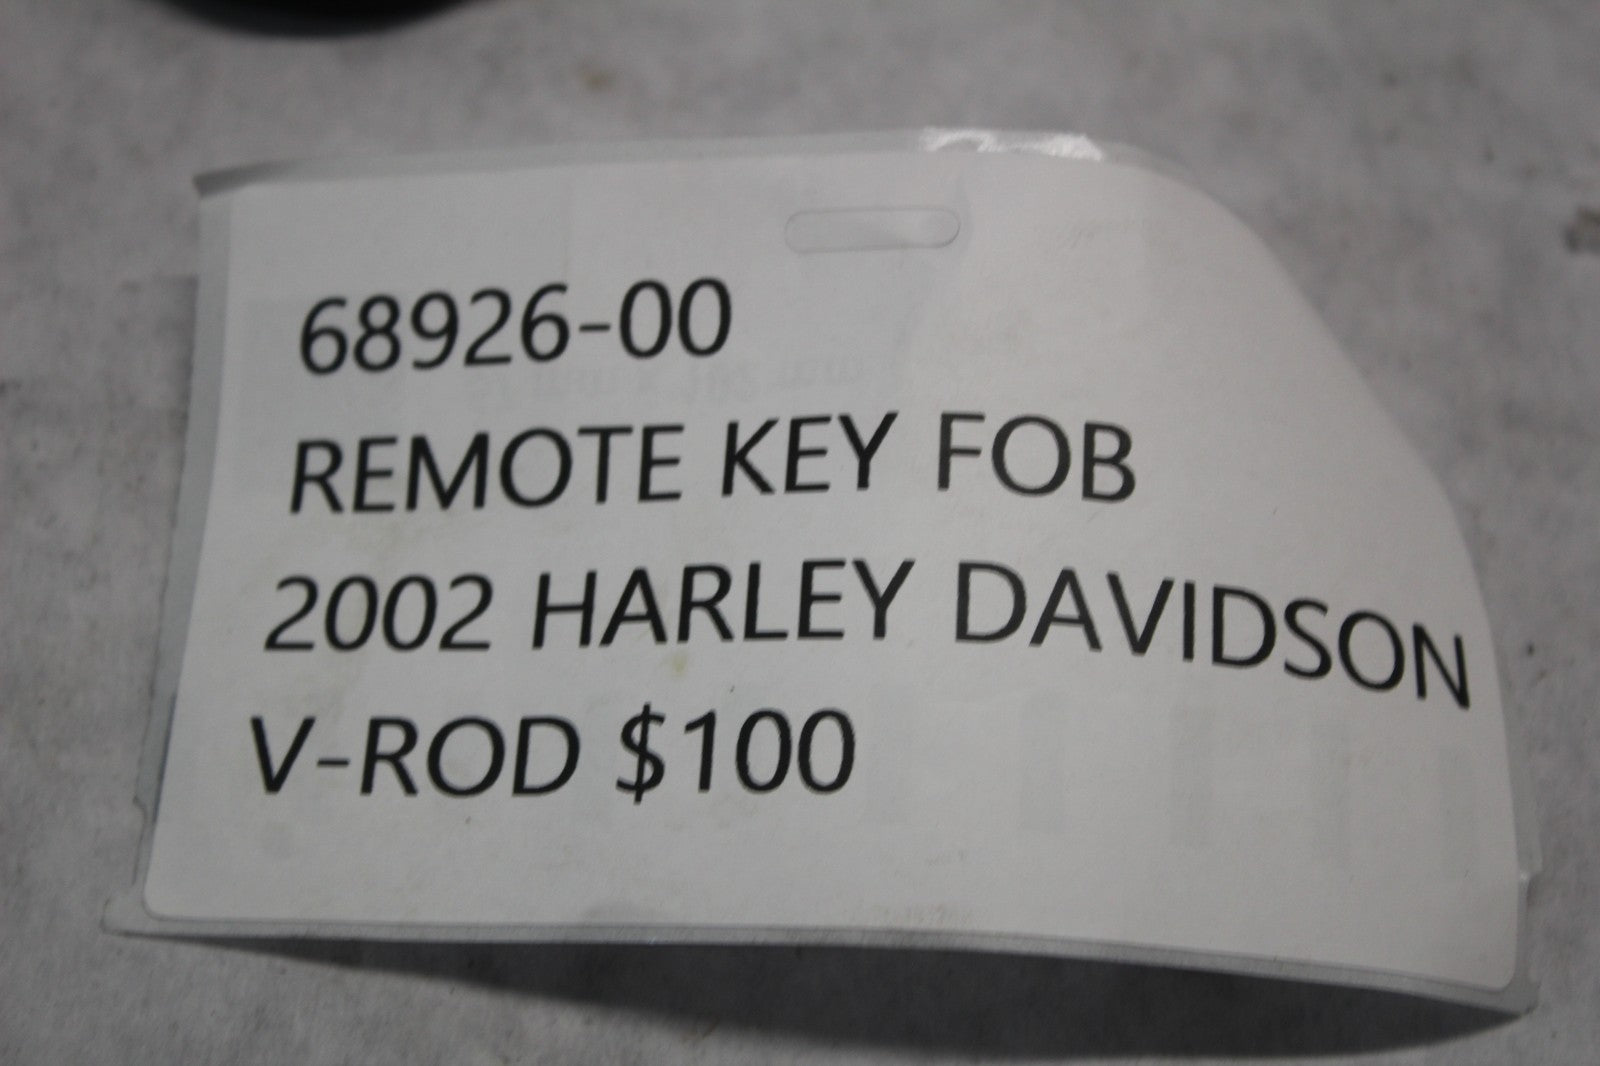 68926-00
REMOTE KEY FOB
2002 HARLEY DAVIDSON
V-ROD $100